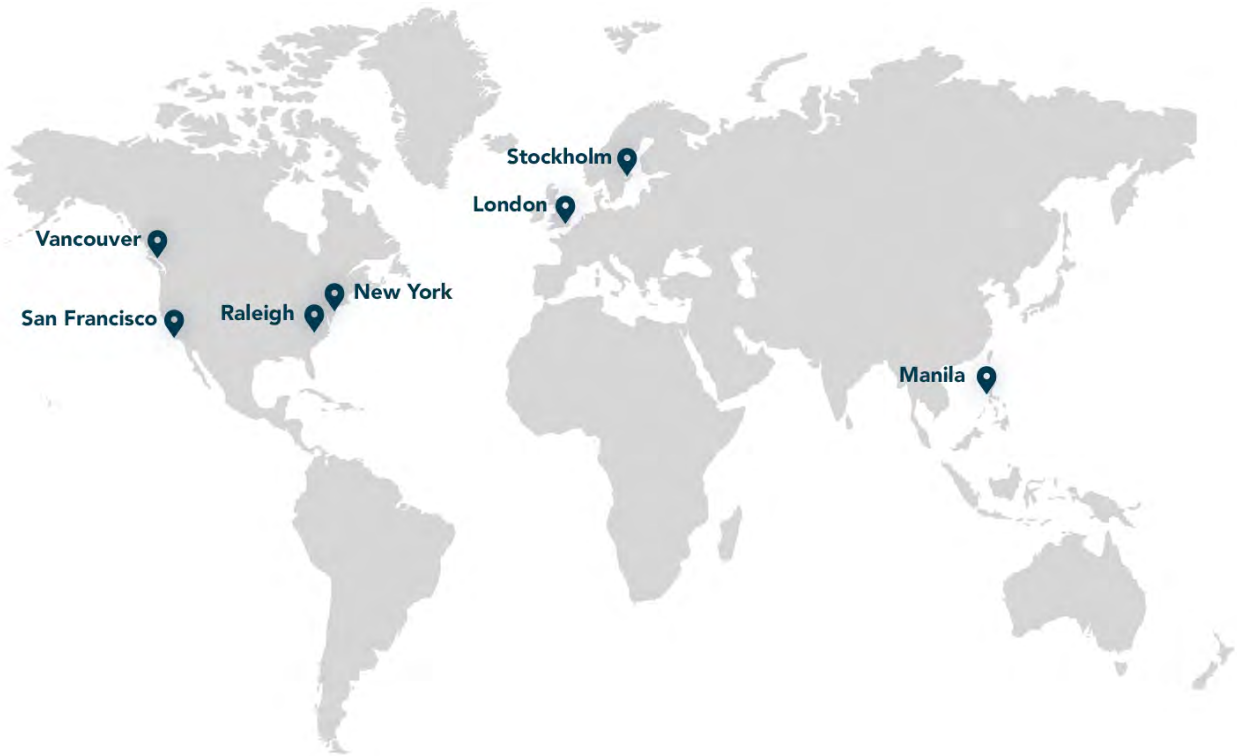 Stockholm
London
Vancouver
New York
Raleigh
San Francisco
Manila